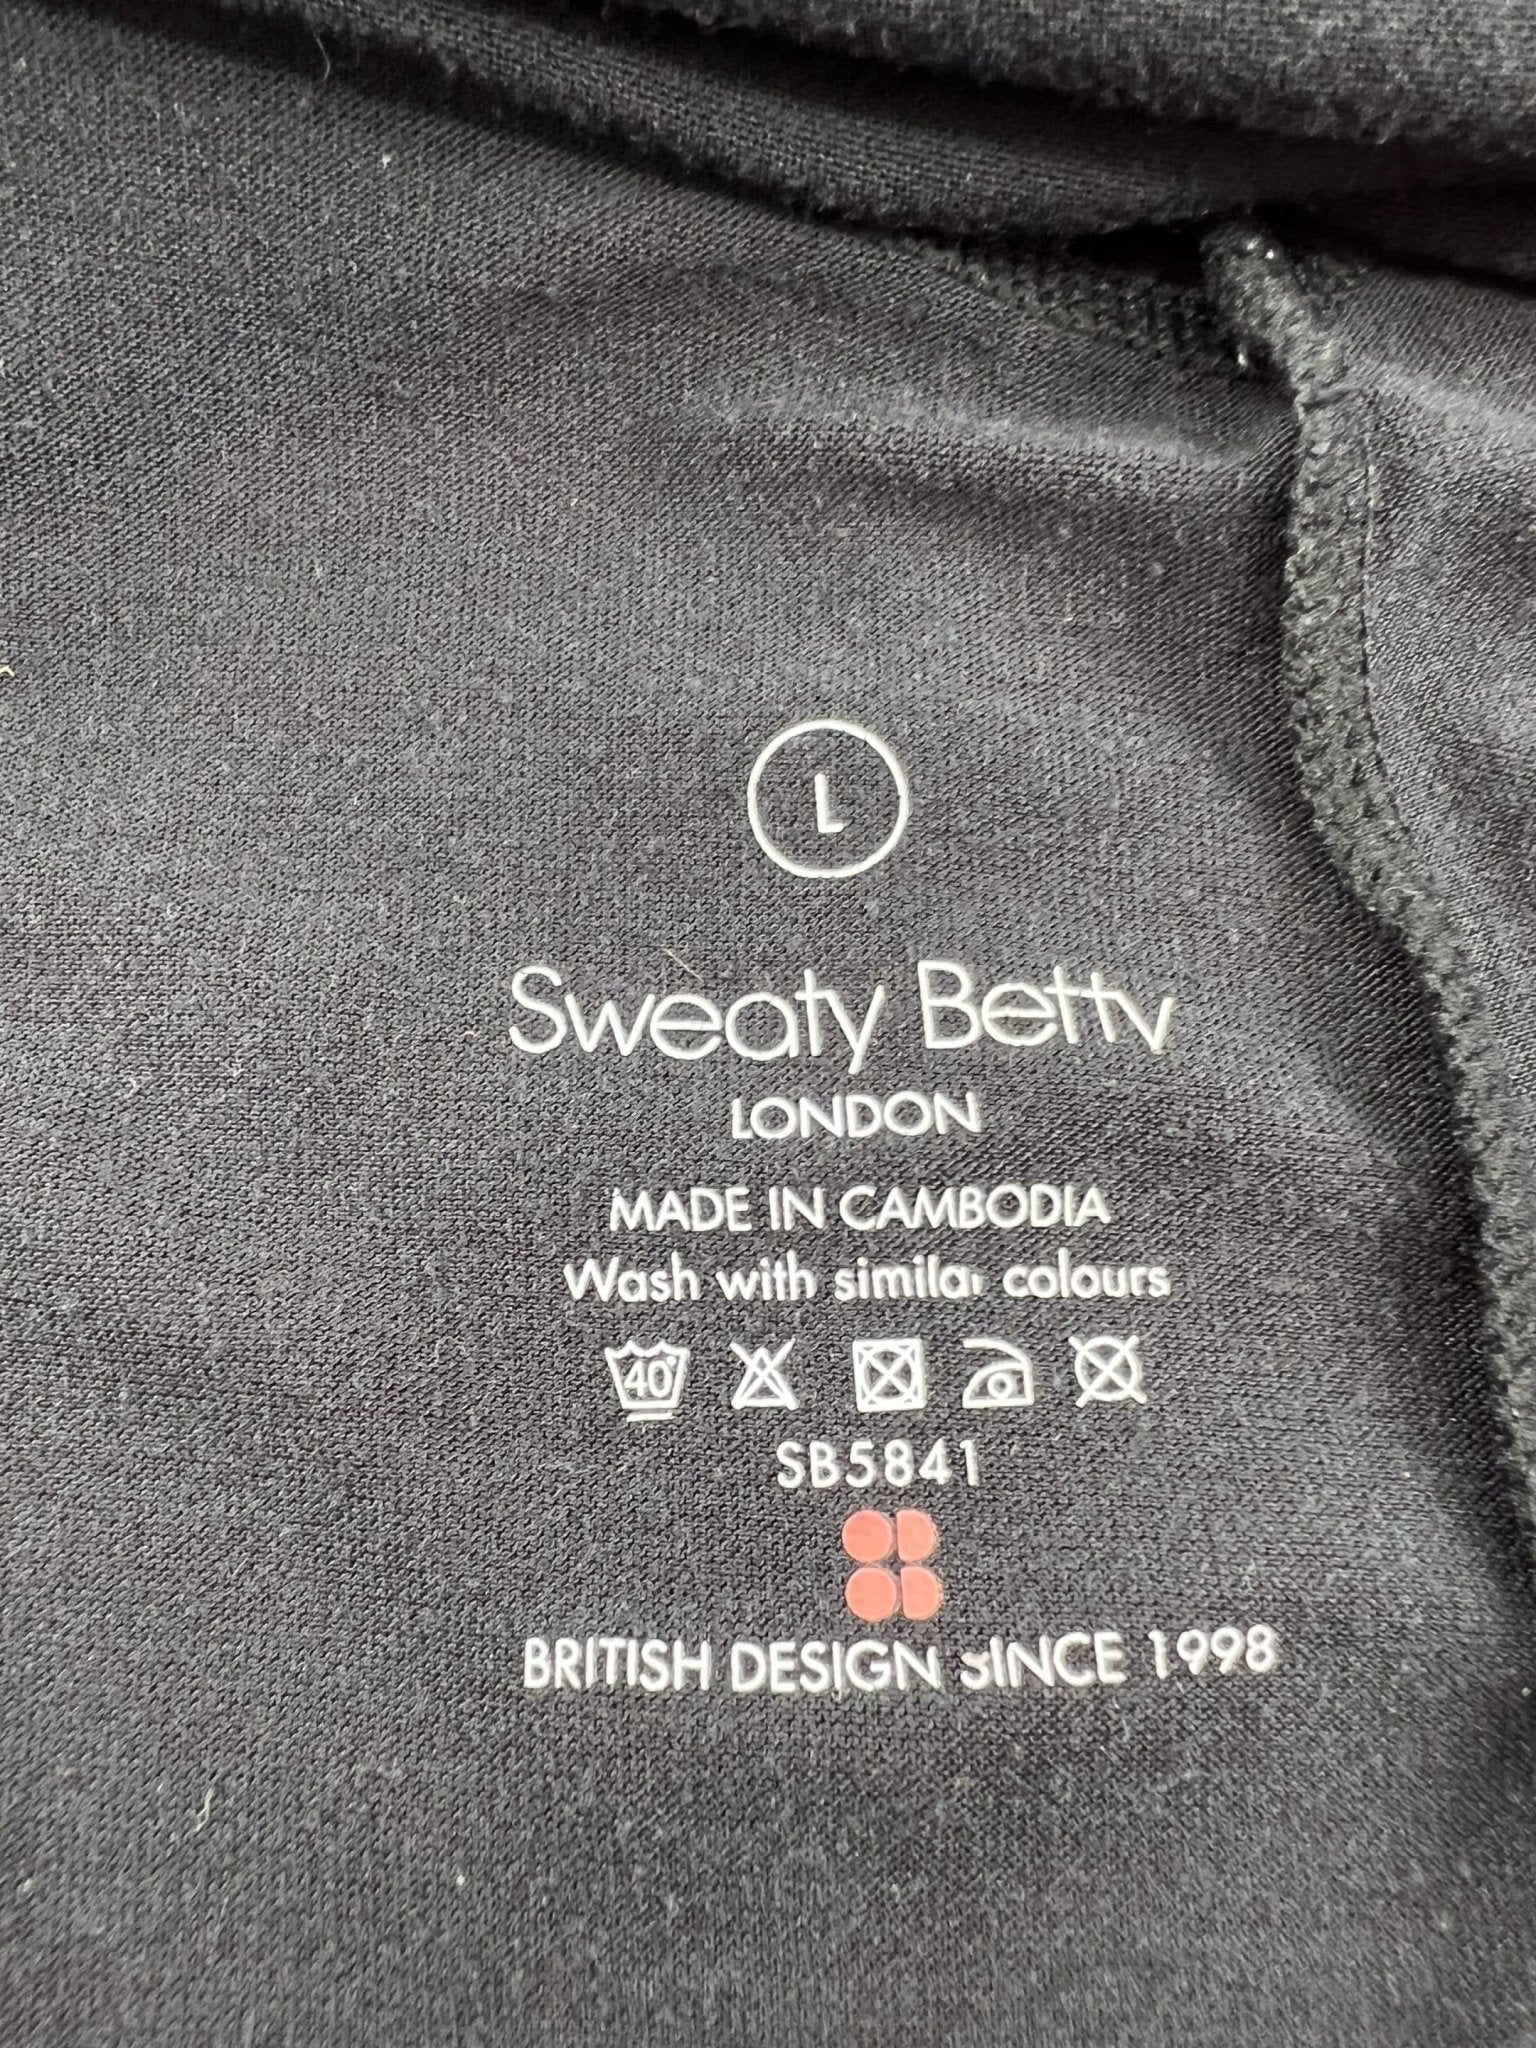 L
Sweaty Betty
LONDON
MADE IN CAMBODIA
Wash with similar colours
40°
SB5841
BRITISH DESIGN SINCE 1998